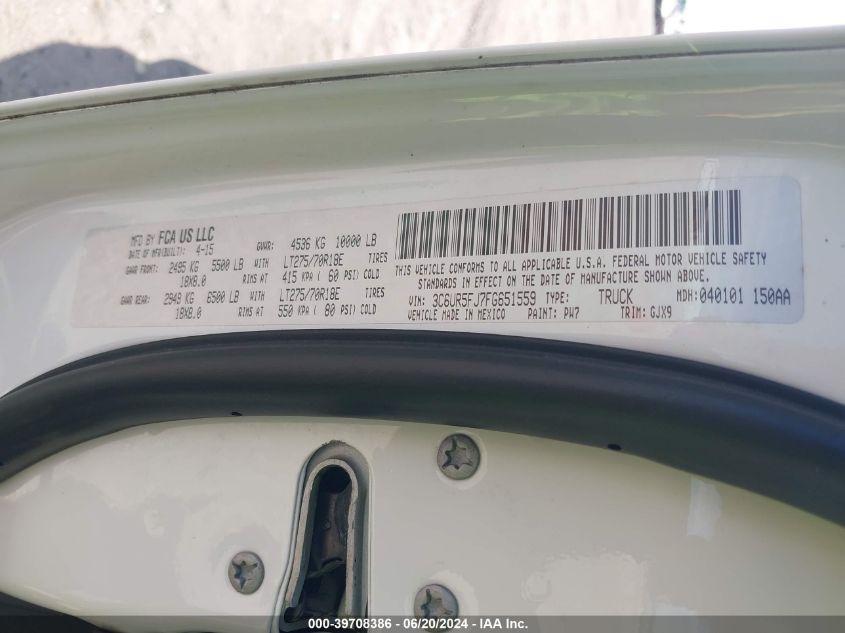 MFD BY FCA US LLC
DATE OF MFR(BUILT): 4-15 GVWR: 4536 KG 10000 LB
GAWR FRONT: 2495 KG 5500 LB WITH LT275/70R18E TIRES
18X8.0 RIMS AT 415 KPA ( 60 PSI) COLD
GAWR REAR: 2948 KG 6500 LB WITH LT275/70R18E TIRES
18X8.0 RIMS AT 550 KPA ( 80 PSI) COLD
THIS VEHICLE CONFORMS TO ALL APPLICABLE U.S.A. FEDERAL MOTOR VEHICLE SAFETY
STANDARDS IN EFFECT ON THE DATE OF MANUFACTURE SHOWN ABOVE.
VIN: 3C6UR5FJ7FG651559 TYPE: TRUCK MDH:040101 150AA
VEHICLE MADE IN MEXICO PAINT: PW7 TRIM: GJX9
000-39708386 - 06/20/2024 - IAA Inc.